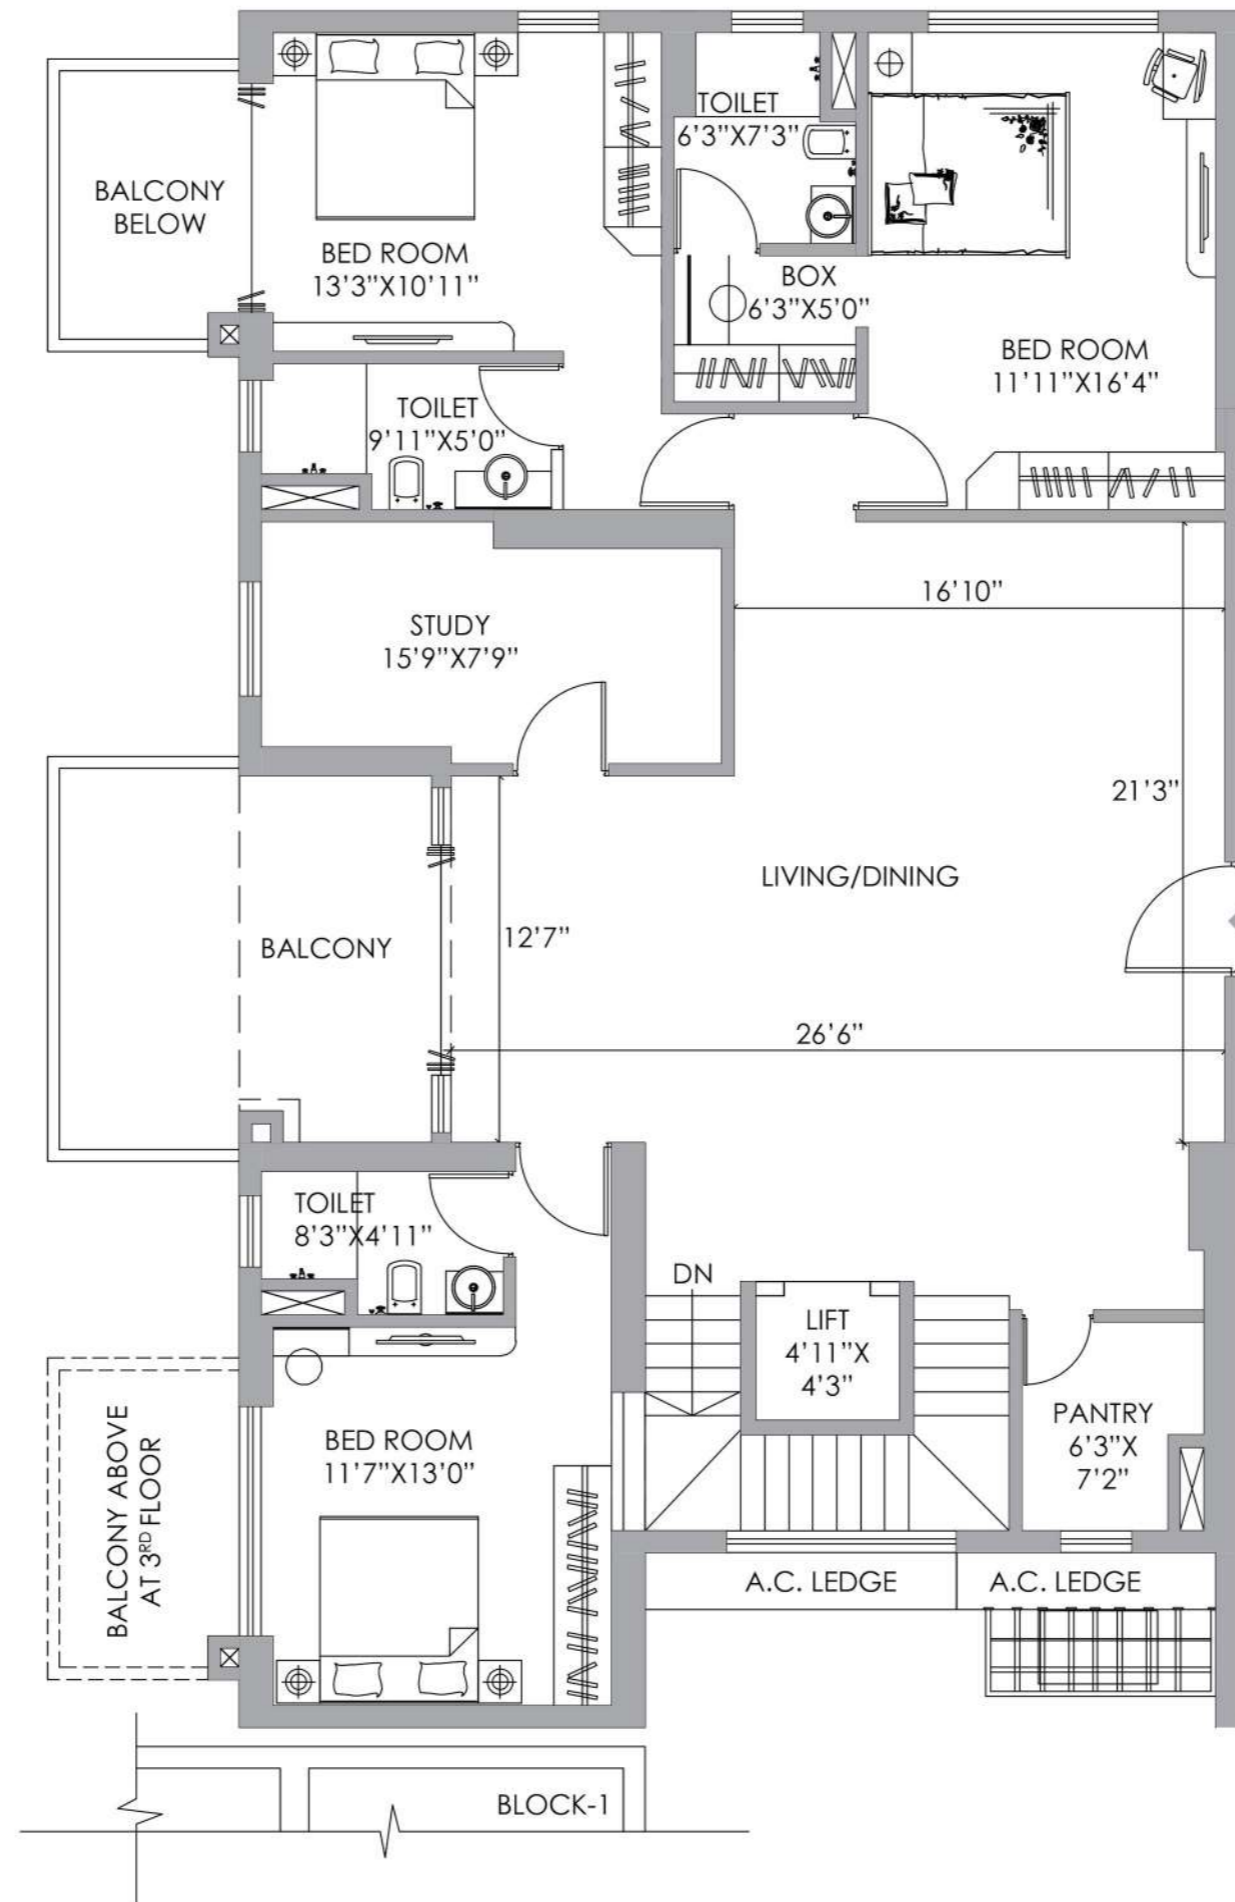 TOILET
6'3"X7'3"
BALCONY
BELOW
BED ROOM
13'3"X10'11"
BOX
6'3"X5'0"
BED ROOM
11'11"X16'4"
TOILET
9'11"X5'0"
16'10"
STUDY
15'9"X7'9"
21'3"
LIVING/DINING
BALCONY
12'7"
26'6"
TOILET
8'3"X4'11"
DN
LIFT
4'11"X
4'3"
PANTRY
6'3"X
7'2"
BED ROOM
11'7"X13'0"
BALCONY ABOVE
AT 3RD FLOOR
A.C. LEDGE
A.C. LEDGE
BLOCK-1